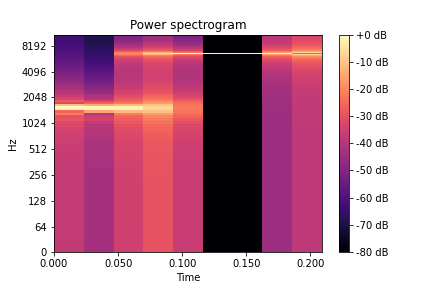 Power spectrogram
Hz
8192
4096
2048
1024
512
256
128
64
0
0.000 0.050 0.100 0.150 0.200
Time
+0 dB
-10 dB
-20 dB
-30 dB
-40 dB
-50 dB
-60 dB
-70 dB
-80 dB